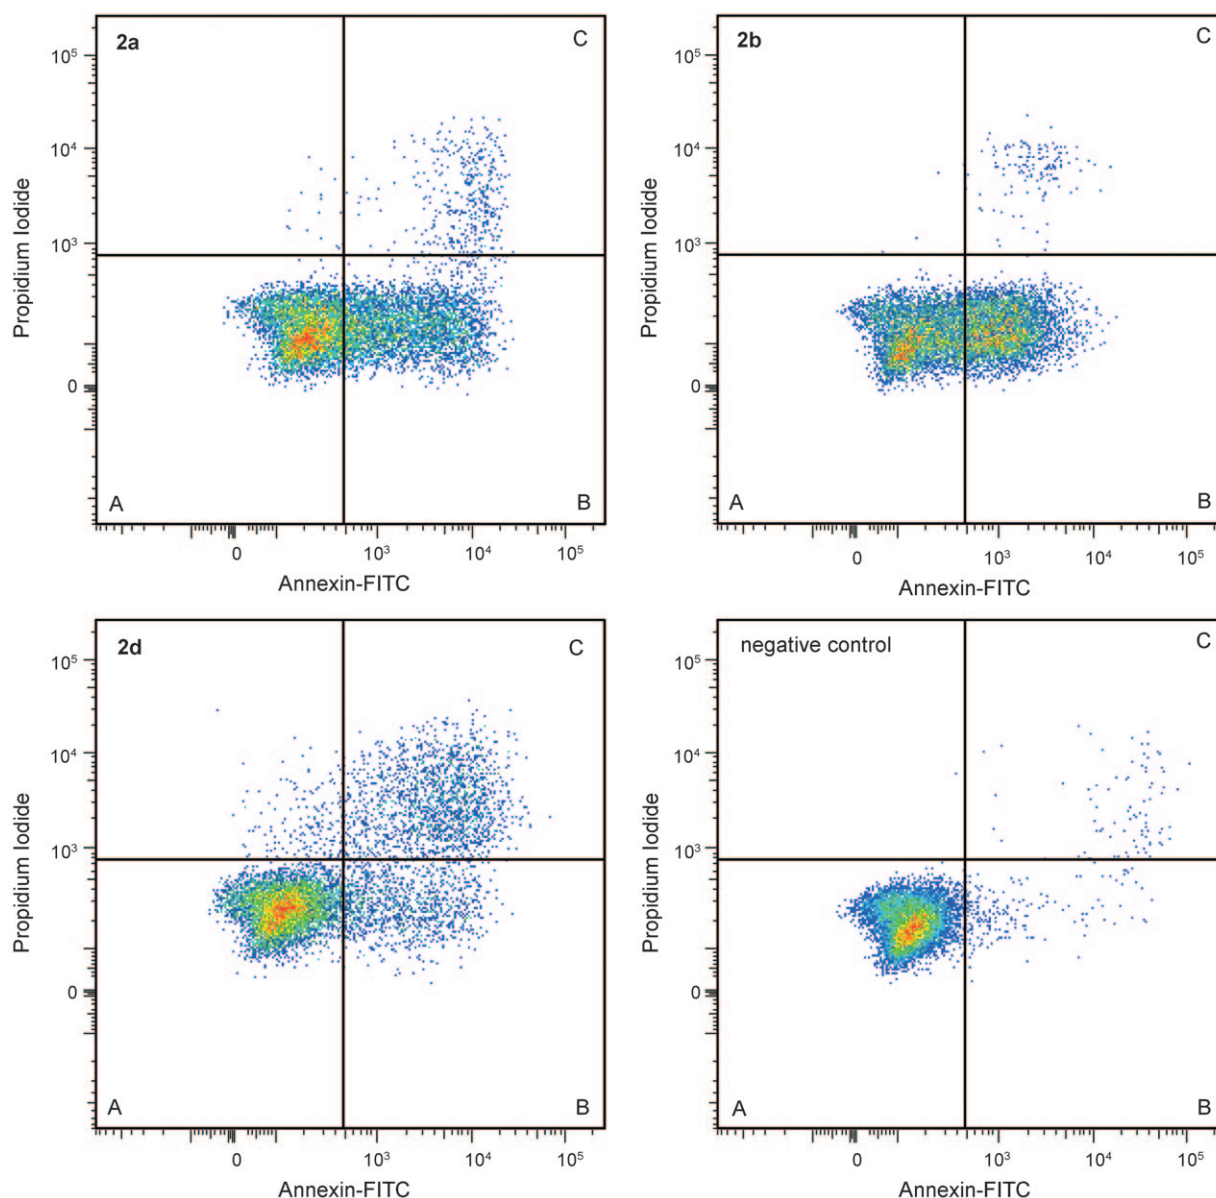 2a
C
10⁵
10⁴
10³
0
Propidium Iodide
A
B
0
10³
10⁴
10⁵
Annexin-FITC
2b
C
10⁵
10⁴
10³
0
Propidium Iodide
A
B
0
10³
10⁴
10⁵
Annexin-FITC
2d
C
10⁵
10⁴
10³
0
Propidium Iodide
A
B
0
10³
10⁴
10⁵
Annexin-FITC
negative control
C
10⁵
10⁴
10³
0
Propidium Iodide
A
B
0
10³
10⁴
10⁵
Annexin-FITC